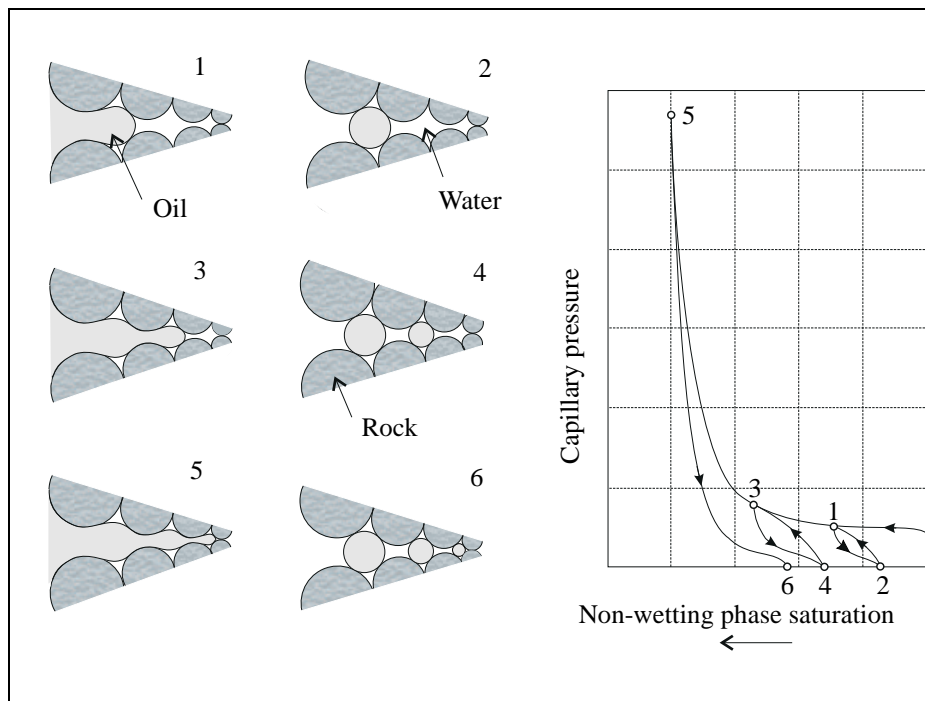 1
2
Oil
Water
3
4
Rock
5
6
5
3
1
6
4
2
Capillary pressure
Non-wetting phase saturation